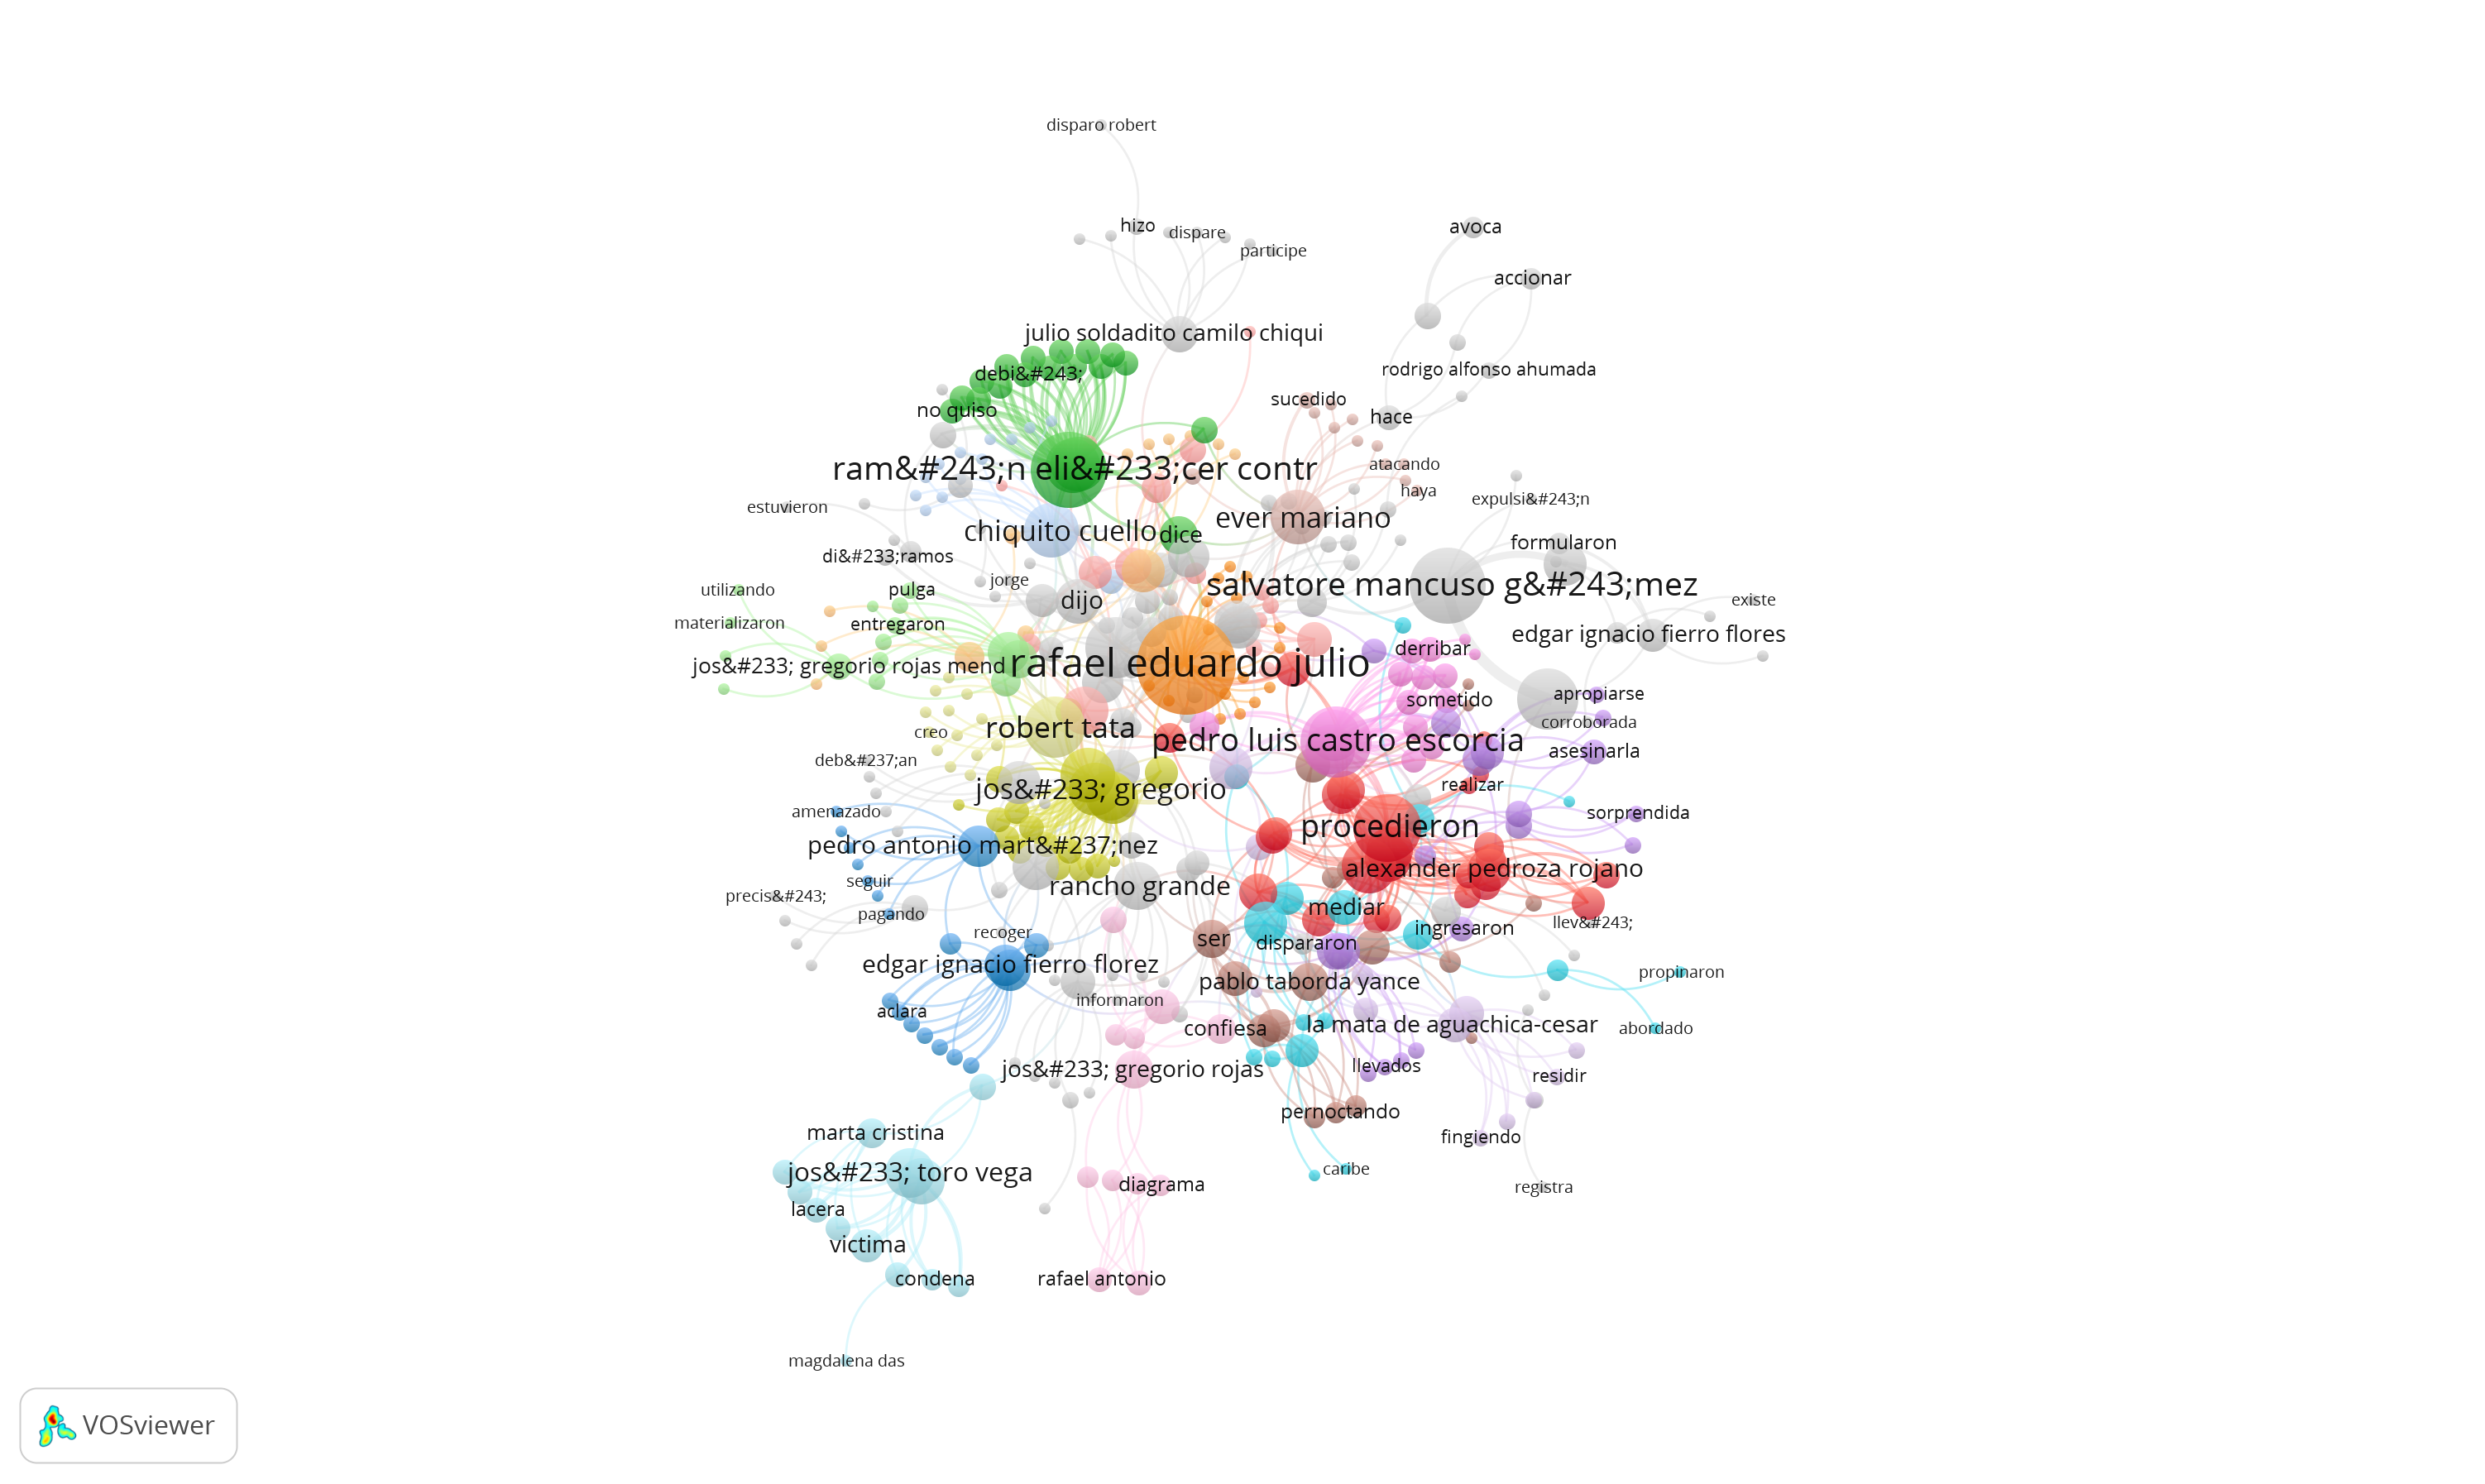 disparo robert
hizo
dispare
participe
avoca
accionar
julio soldadito camilo chiqui
rodrigo alfonso ahumada
debi&#243;
no quiso
sucedido
hace
ram&#243;n eli&#233;cer contr
atacando
haya
expulsi&#243;n
estuvieron
chiquito cuello
dice
ever mariano
formularon
di&#233;ramos
jorge
utilizando
pulga
dijo
salvatore mancuso g&#243;mez
existe
materializaron
entregaron
edgar ignacio fierro flores
jos&#233; gregorio rojas mend
rafael eduardo julio
derribar
sometido
apropiarse
creo
robert tata
pedro luis castro escorcia
corroborada
asesinarla
deb&#237;an
jos&#233; gregorio
realizar
amenazado
procedieron
sorprendida
pedro antonio mart&#237;nez
seguir
rancho grande
alexander pedroza rojano
precis&#243;
pagando
mediar
llev&#243;
recoger
ser
dispararon
ingresaron
edgar ignacio fierro florez
propinaron
informaron
pablo taborda yance
aclara
confiesa
la mata de aguachica-cesar
abordado
jos&#233; gregorio rojas
llevados
residir
marta cristina
pernoctando
fingiendo
jos&#233; toro vega
diagrama
caribe
registra
lacera
victima
condena
rafael antonio
magdalena das
VOSviewer